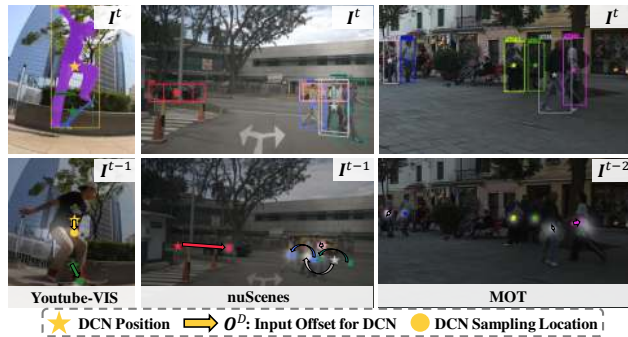 I^t I^t I^t
I^{t-1} I^{t-1} I^{t-2}
Youtube-VIS nuScenes MOT
DCN Position O^D: Input Offset for DCN DCN Sampling Location